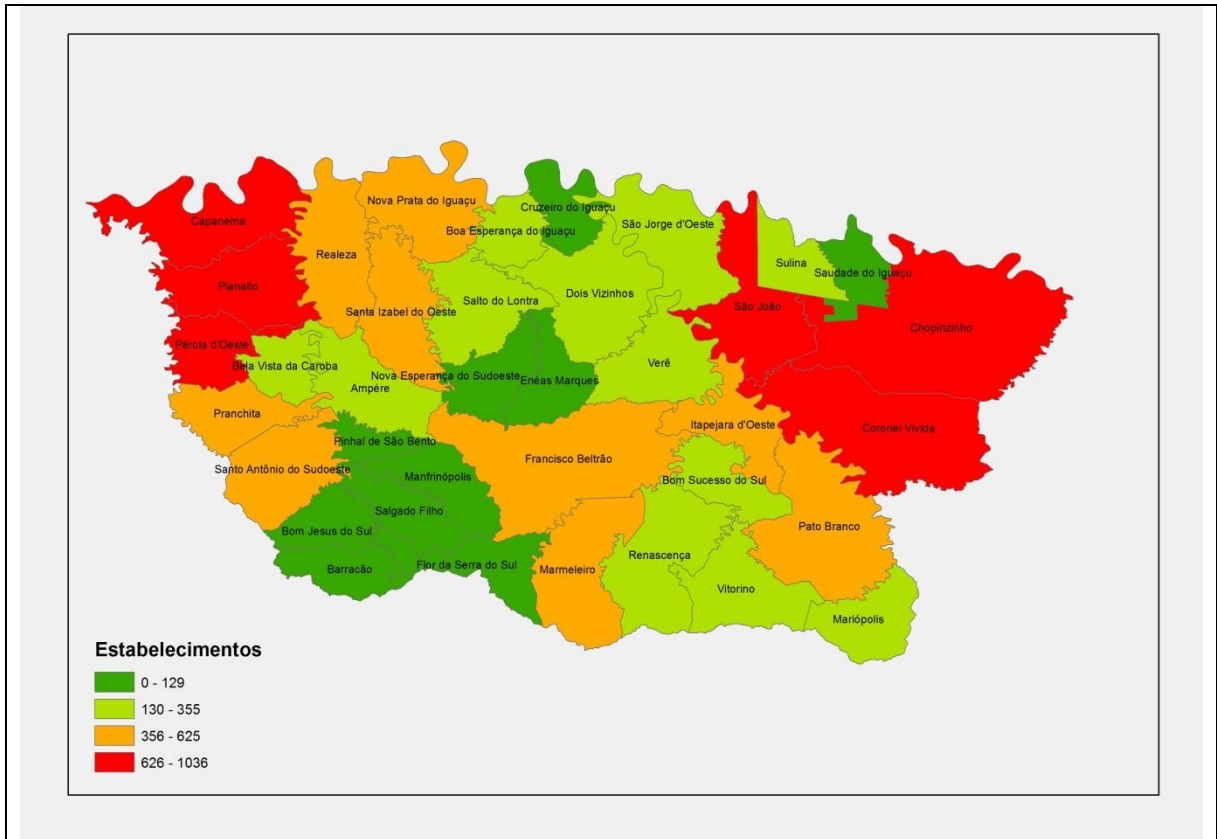 Nova Prata do Iguaçu
Cruzeiro do Iguaçu
Capanema
São Jorge d'Oeste
Boa Esperança do Iguaçu
Realeza
Sulina
Saudade do Iguaçu
Planalto
Dois Vizinhos
Salto do Lontra
São João
Santa Izabel do Oeste
Chopinzinho
Pérola d'Oeste
Verê
Bela Vista da Caroba
Nova Esperança do Sudoeste
Enéas Marques
Ampére
Pranchita
Itapejara d'Oeste
Coronel Vivida
Pinhal de São Bento
Francisco Beltrão
Santo Antônio do Sudoeste
Manfrinópolis
Bom Sucesso do Sul
Salgado Filho
Pato Branco
Bom Jesus do Sul
Renascença
Flor da Serra do Sul
Barracão
Marmeleiro
Vitorino
Mariópolis
Estabelecimentos
0 - 129
130 - 355
356 - 625
626 - 1036